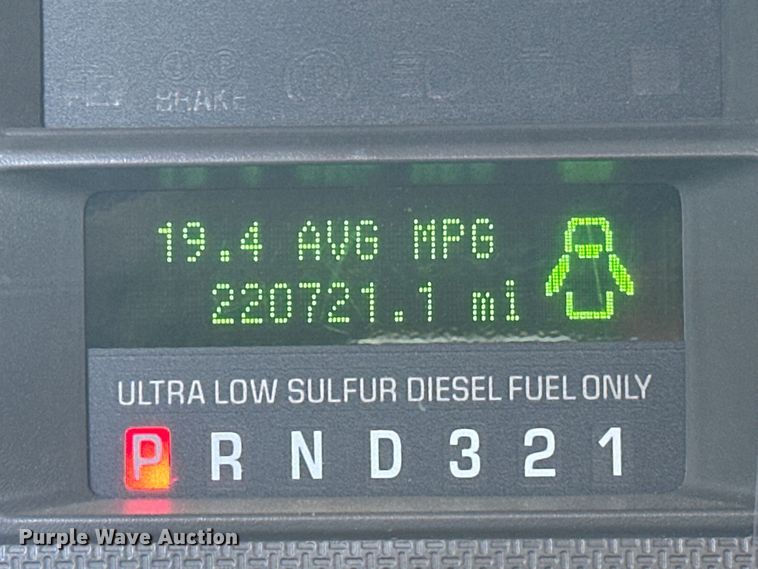 BRAKE
19.4 AVG MPG
220721.1 mi
ULTRA LOW SULFUR DIESEL FUEL ONLY
P R N D 3 2 1
Purple Wave Auction